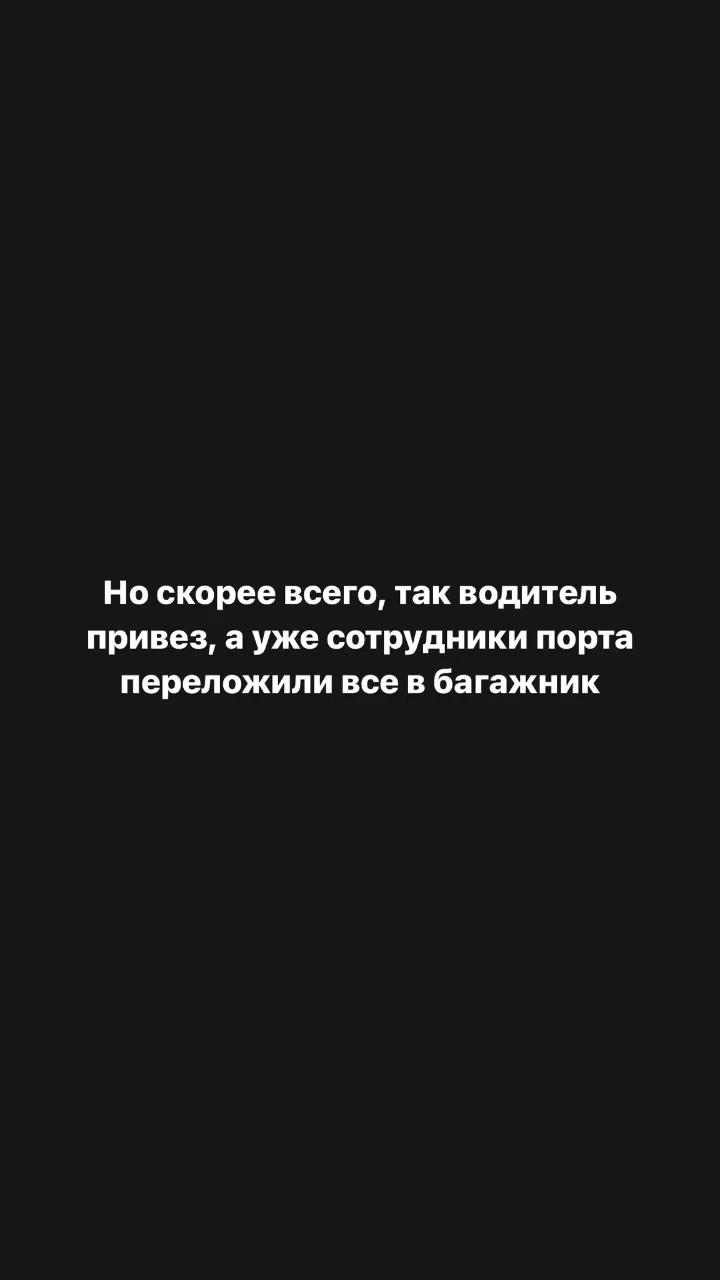 Но скорее всего, так водитель
привез, а уже сотрудники порта
переложили все в багажник